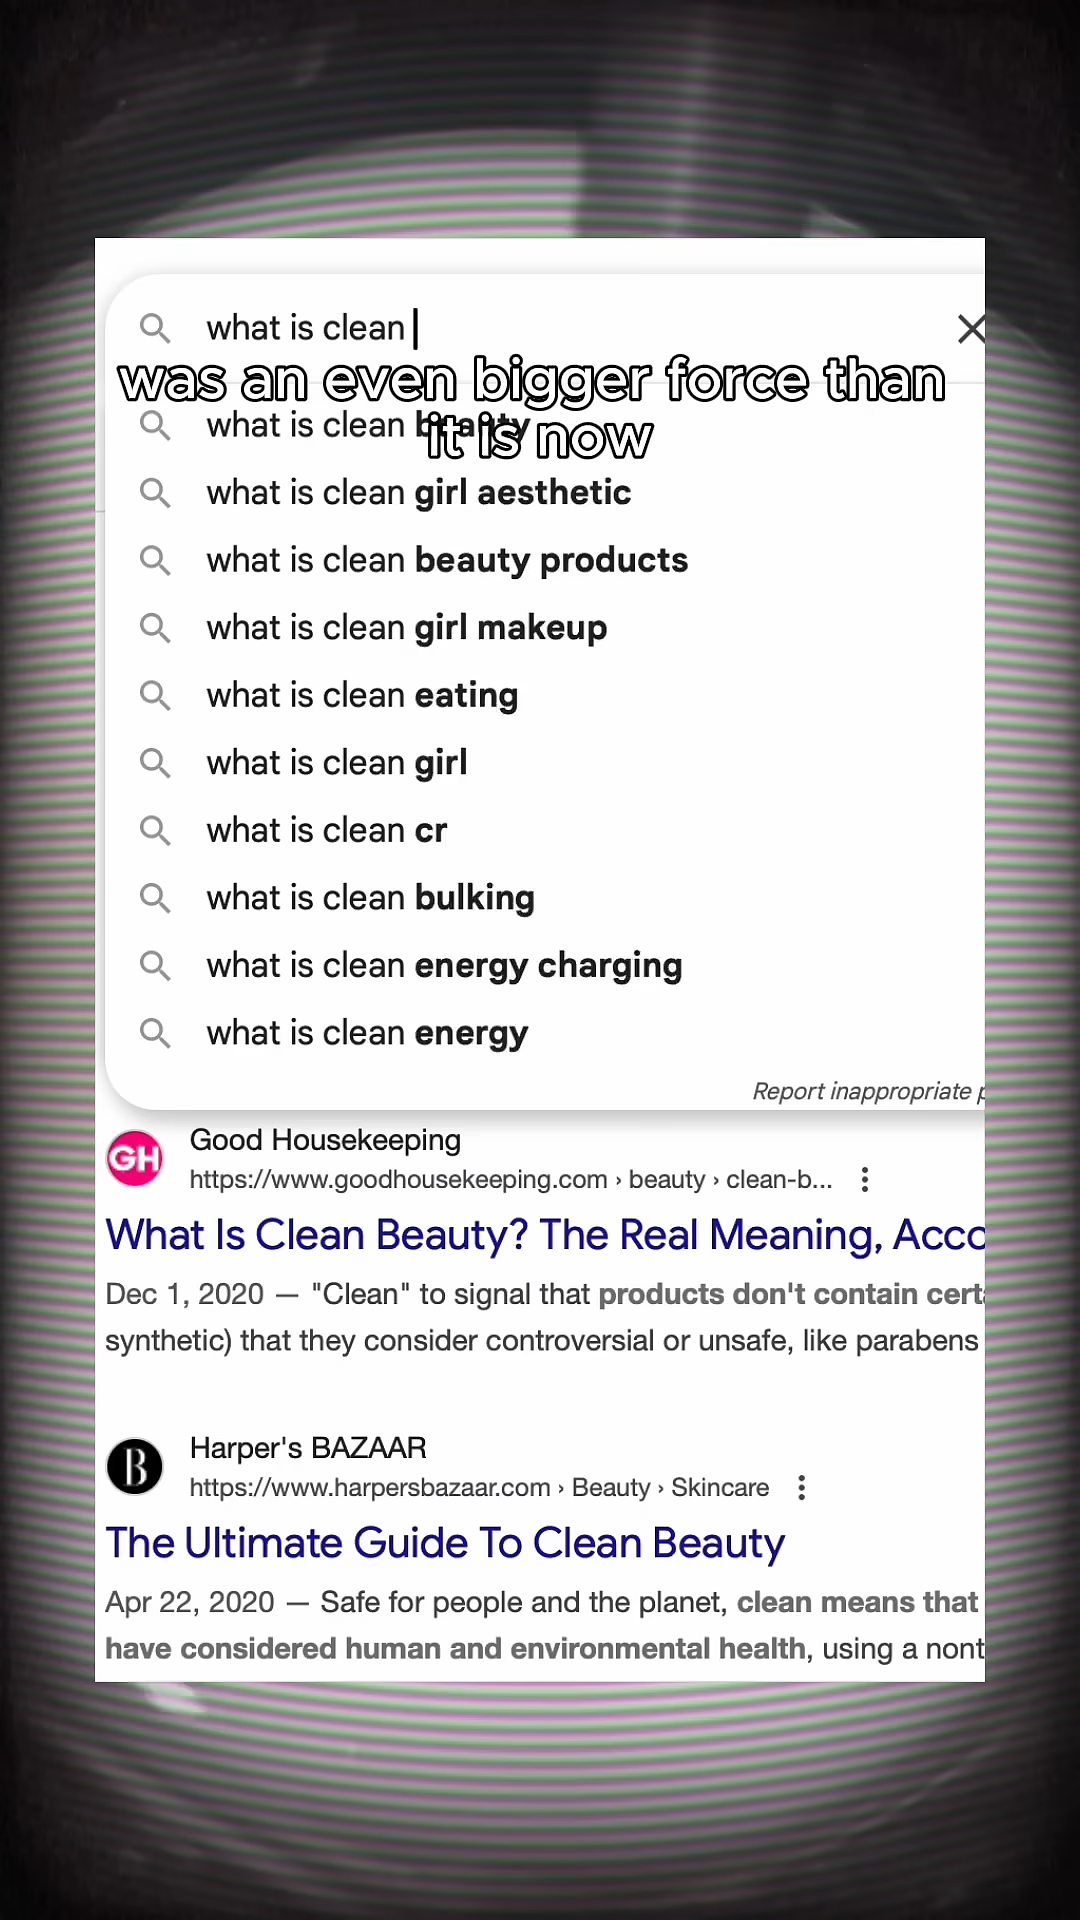 what is clean
was an even bigger force than
it is now
what is clean beauty
what is clean girl aesthetic
what is clean beauty products
what is clean girl makeup
what is clean eating
what is clean girl
what is clean cr
what is clean bulking
what is clean energy charging
what is clean energy
Report inappropriate p
GH
Good Housekeeping
https://www.goodhousekeeping.com › beauty › clean-b...
What Is Clean Beauty? The Real Meaning, Acco
Dec 1, 2020 — "Clean" to signal that products don't contain certa
synthetic) that they consider controversial or unsafe, like parabens
B
Harper's BAZAAR
https://www.harpersbazaar.com › Beauty › Skincare
The Ultimate Guide To Clean Beauty
Apr 22, 2020 — Safe for people and the planet, clean means that
have considered human and environmental health, using a nont